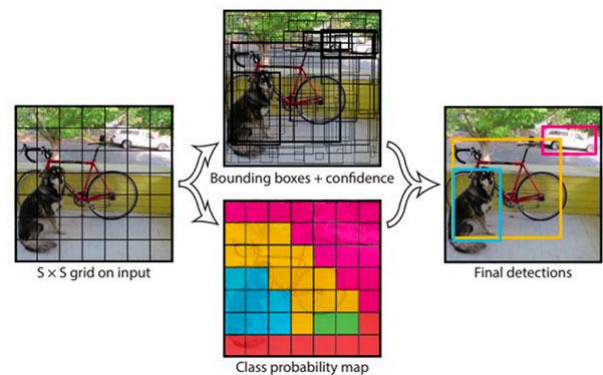 S × S grid on input
Bounding boxes + confidence
Class probability map
Final detections